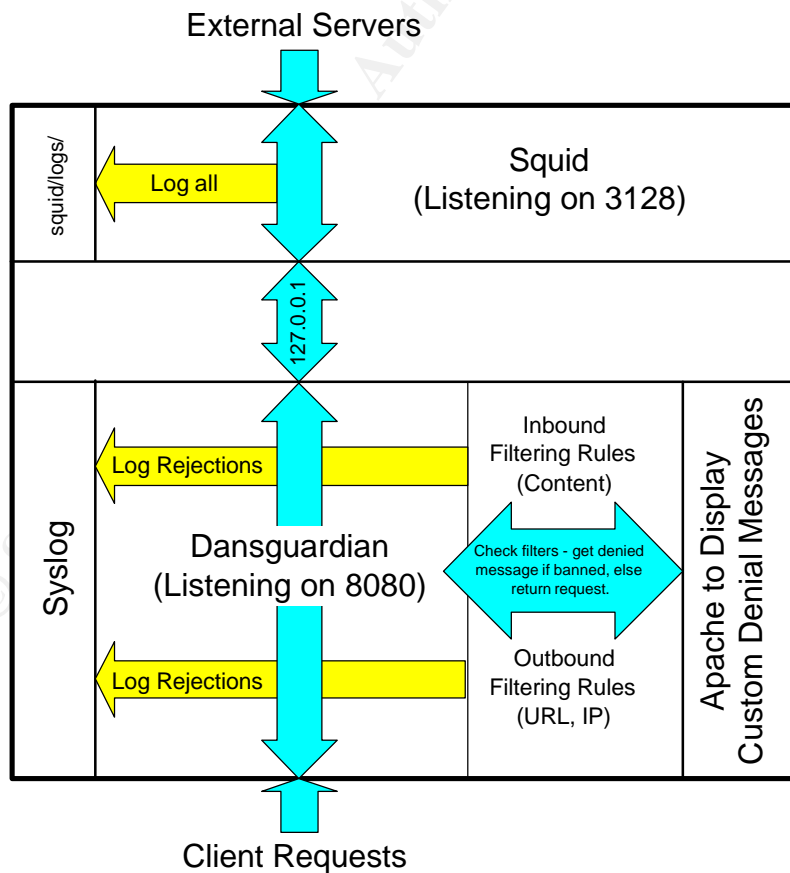 External Servers
squid/logs/
Log all
Squid
(Listening on 3128)
127.0.0.1
Syslog
Log Rejections
Inbound
Filtering Rules
(Content)
Dansguardian
(Listening on 8080)
Check filters - get denied
message if banned, else
return request.
Log Rejections
Outbound
Filtering Rules
(URL, IP)
Apache to Display
Custom Denial Messages
Client Requests